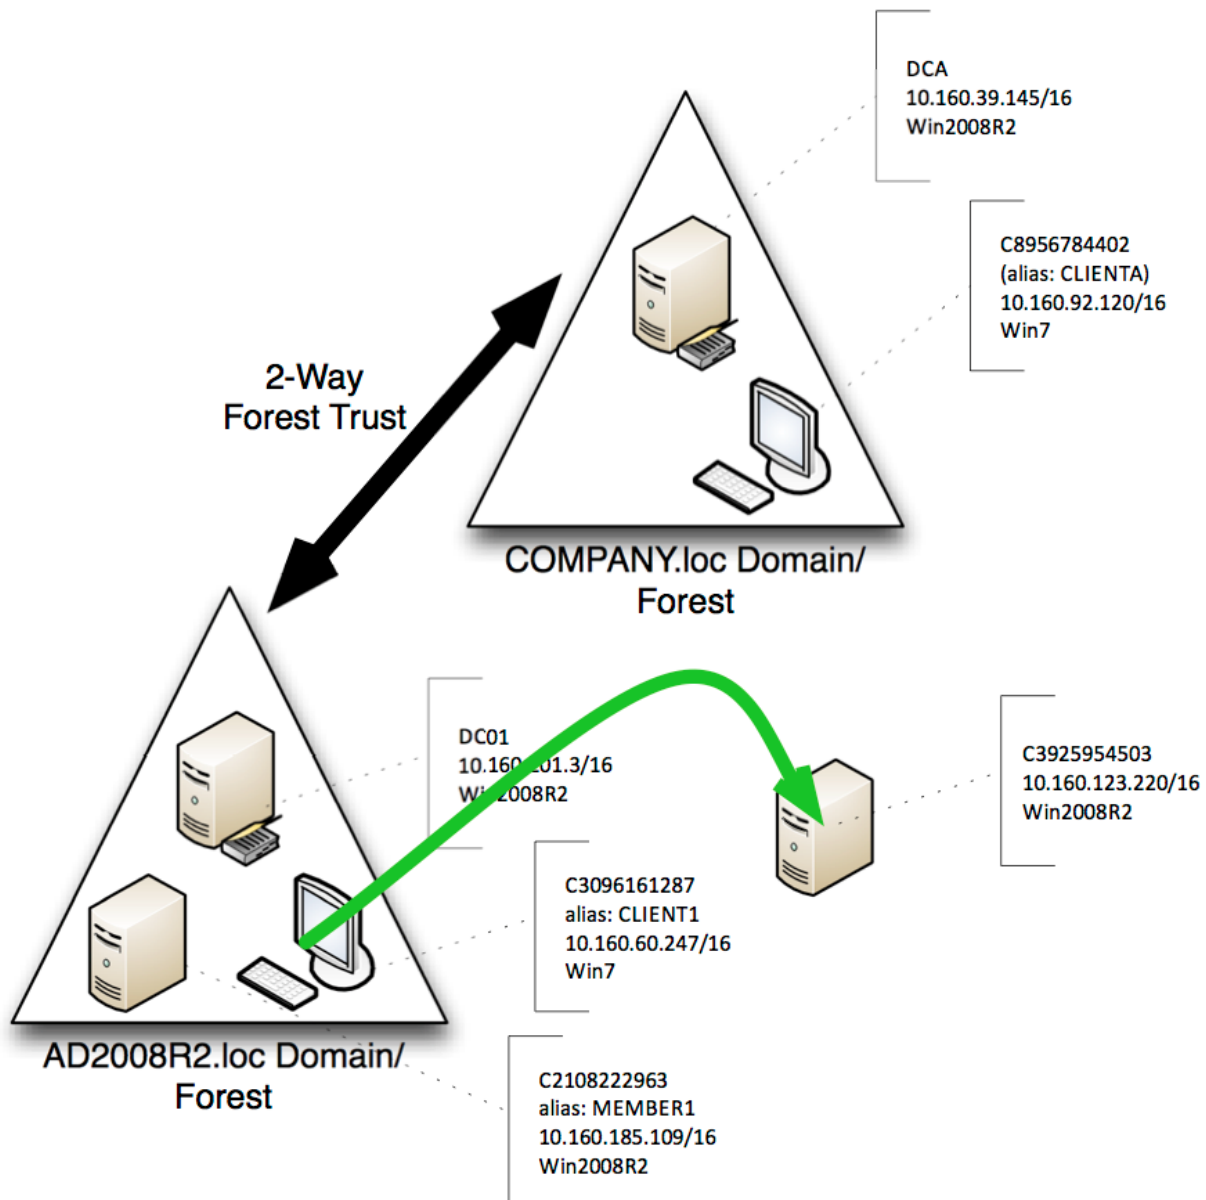 DCA
10.160.39.145/16
Win2008R2
C8956784402
(alias: CLIENTA)
10.160.92.120/16
Win7
2-Way
Forest Trust
COMPANY.loc Domain/
Forest
DC01
Win2008R2
C3925954503
10.160.123.220/16
Win2008R2
C3096161287
alias: CLIENT1
10.160.60.247/16
Win7
AD2008R2.loc Domain/
Forest
C2108222963
alias: MEMBER1
10.160.185.109/16
Win2008R2